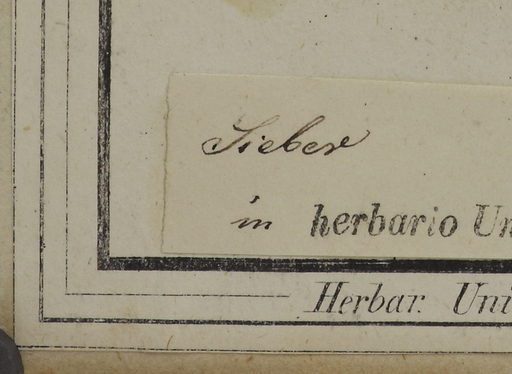 Sieber
in herbario Un
Herbar. Uni